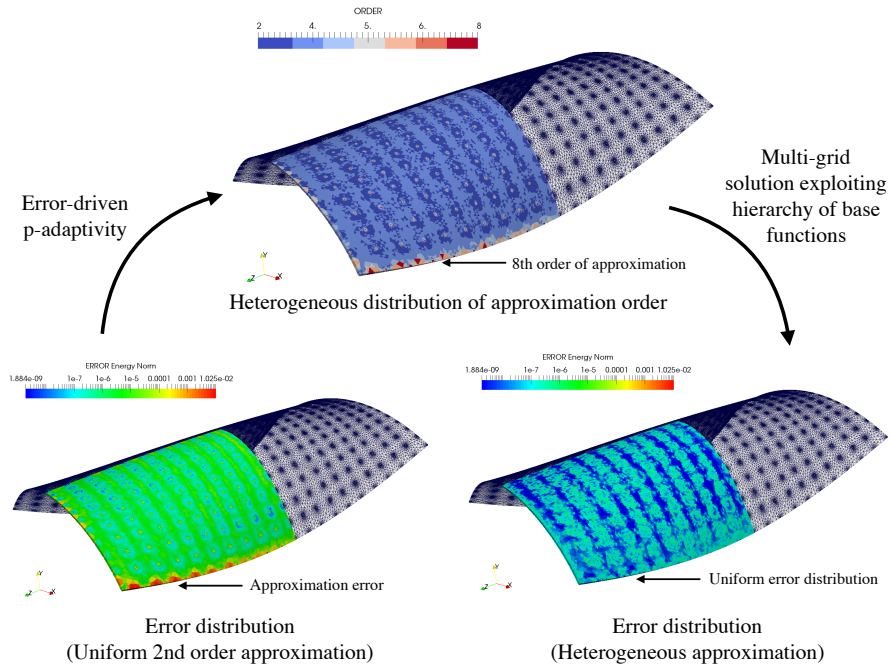 ORDER
2 4. 5. 6. 8
Error-driven
p-adaptivity
Multi-grid
solution exploiting
hierarchy of base
functions
8th order of approximation
Y
Z X
Heterogeneous distribution of approximation order
ERROR Energy Norm
1.884e-09 1e-7 1e-6 1e-5 0.0001 0.001 1.025e-02
ERROR Energy Norm
1.884e-09 1e-7 1e-6 1e-5 0.0001 0.001 1.025e-02
Y
Z X
Approximation error
Y
Z X
Uniform error distribution
Error distribution
(Uniform 2nd order approximation)
Error distribution
(Heterogeneous approximation)